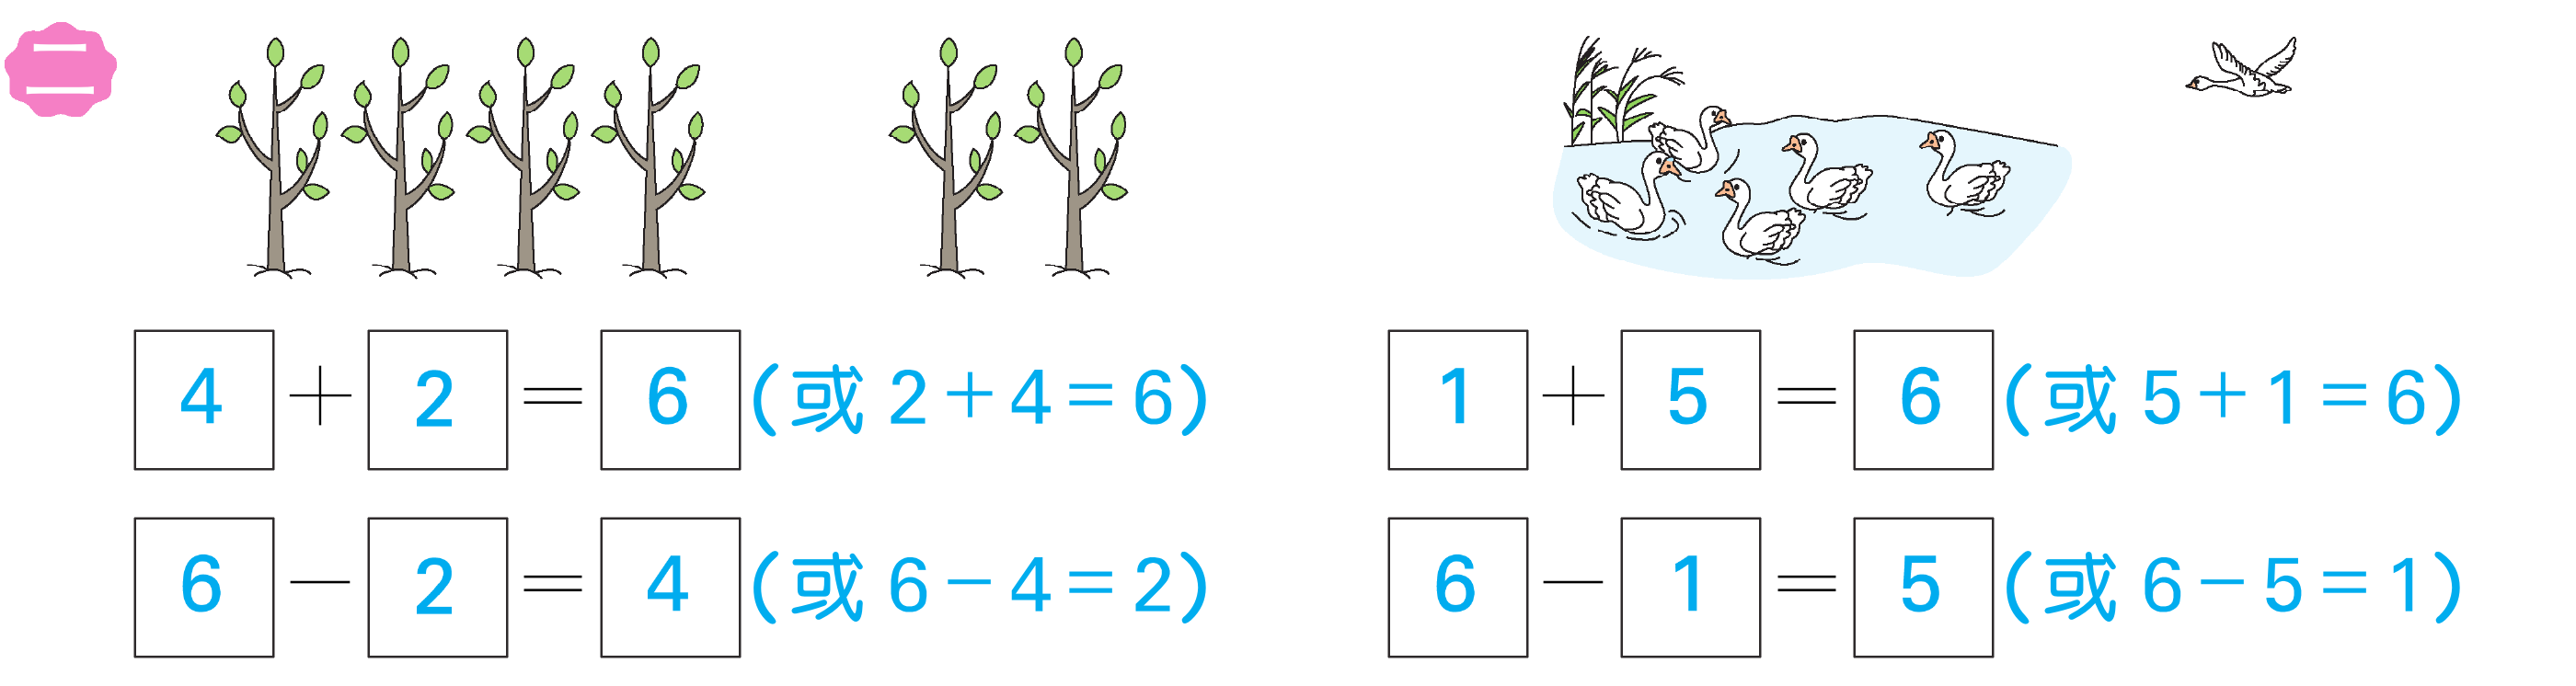 二
4 + 2 = 6 (或 2 + 4 = 6)
6 − 2 = 4 (或 6 − 4 = 2)
1 + 5 = 6 (或 5 + 1 = 6)
6 − 1 = 5 (或 6 − 5 = 1)